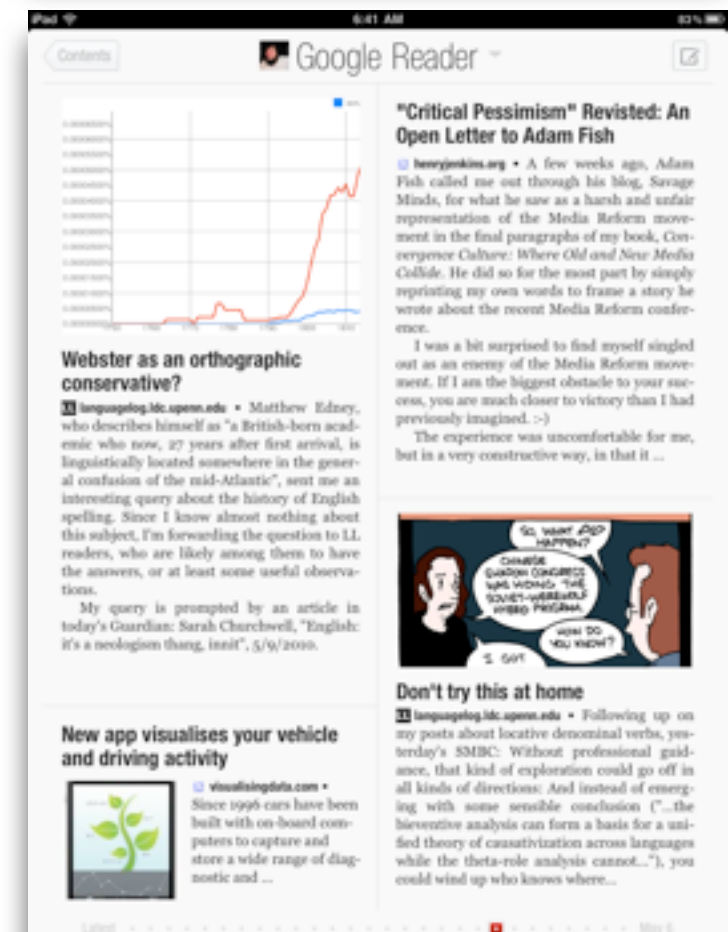 iPad
6:41 AM
83%
Contents
Google Reader
Webster as an orthographic
conservative?
LL languagelog.ldc.upenn.edu • Matthew Edney,
who describes himself as "a British-born acad-
emic who now, 27 years after first arrival, is
linguistically located somewhere in the gener-
al confusion of the mid-Atlantic", sent me an
interesting query about the history of English
spelling. Since I know almost nothing about
this subject, I'm forwarding the question to LL
readers, who are likely among them to have
the answers, or at least some useful observa-
tions.
My query is prompted by an article in
today's Guardian: Sarah Churchwell, "English:
it's a neologism thang, innit", 5/9/2010.
New app visualises your vehicle
and driving activity
visualisingdata.com •
Since 1996 cars have been
built with on-board com-
puters to capture and
store a wide range of diag-
nostic and ...
"Critical Pessimism" Revisted: An
Open Letter to Adam Fish
henryjenkins.org • A few weeks ago, Adam
Fish called me out through his blog, Savage
Minds, for what he saw as a harsh and unfair
representation of the Media Reform move-
ment in the final paragraphs of my book, Con-
vergence Culture: Where Old and New Media
Collide. He did so for the most part by simply
reprinting my own words to frame a story he
wrote about the recent Media Reform confer-
ence.
I was a bit surprised to find myself singled
out as an enemy of the Media Reform move-
ment. If I am the biggest obstacle to your suc-
cess, you are much closer to victory than I had
previously imagined. :-)
The experience was uncomfortable for me,
but in a very constructive way, in that it ...
SO, WHAT DID
HAPPEN?
CHINESE
SHADOW CONGRESS
WAS HIDING THE
SOVIET-WEREWOLF
HYBRID PROGRAM.
HOW DO
YOU KNOW?
I GOT
Don't try this at home
LL languagelog.ldc.upenn.edu • Following up on
my posts about locative denominal verbs, yes-
terday's SMBC: Without professional guid-
ance, that kind of exploration could go off in
all kinds of directions: And instead of emerg-
ing with some sensible conclusion ("...the
bieventive analysis can form a basis for a uni-
fied theory of causativization across languages
while the theta-role analysis cannot..."), you
could wind up who knows where...
Latest
May 6